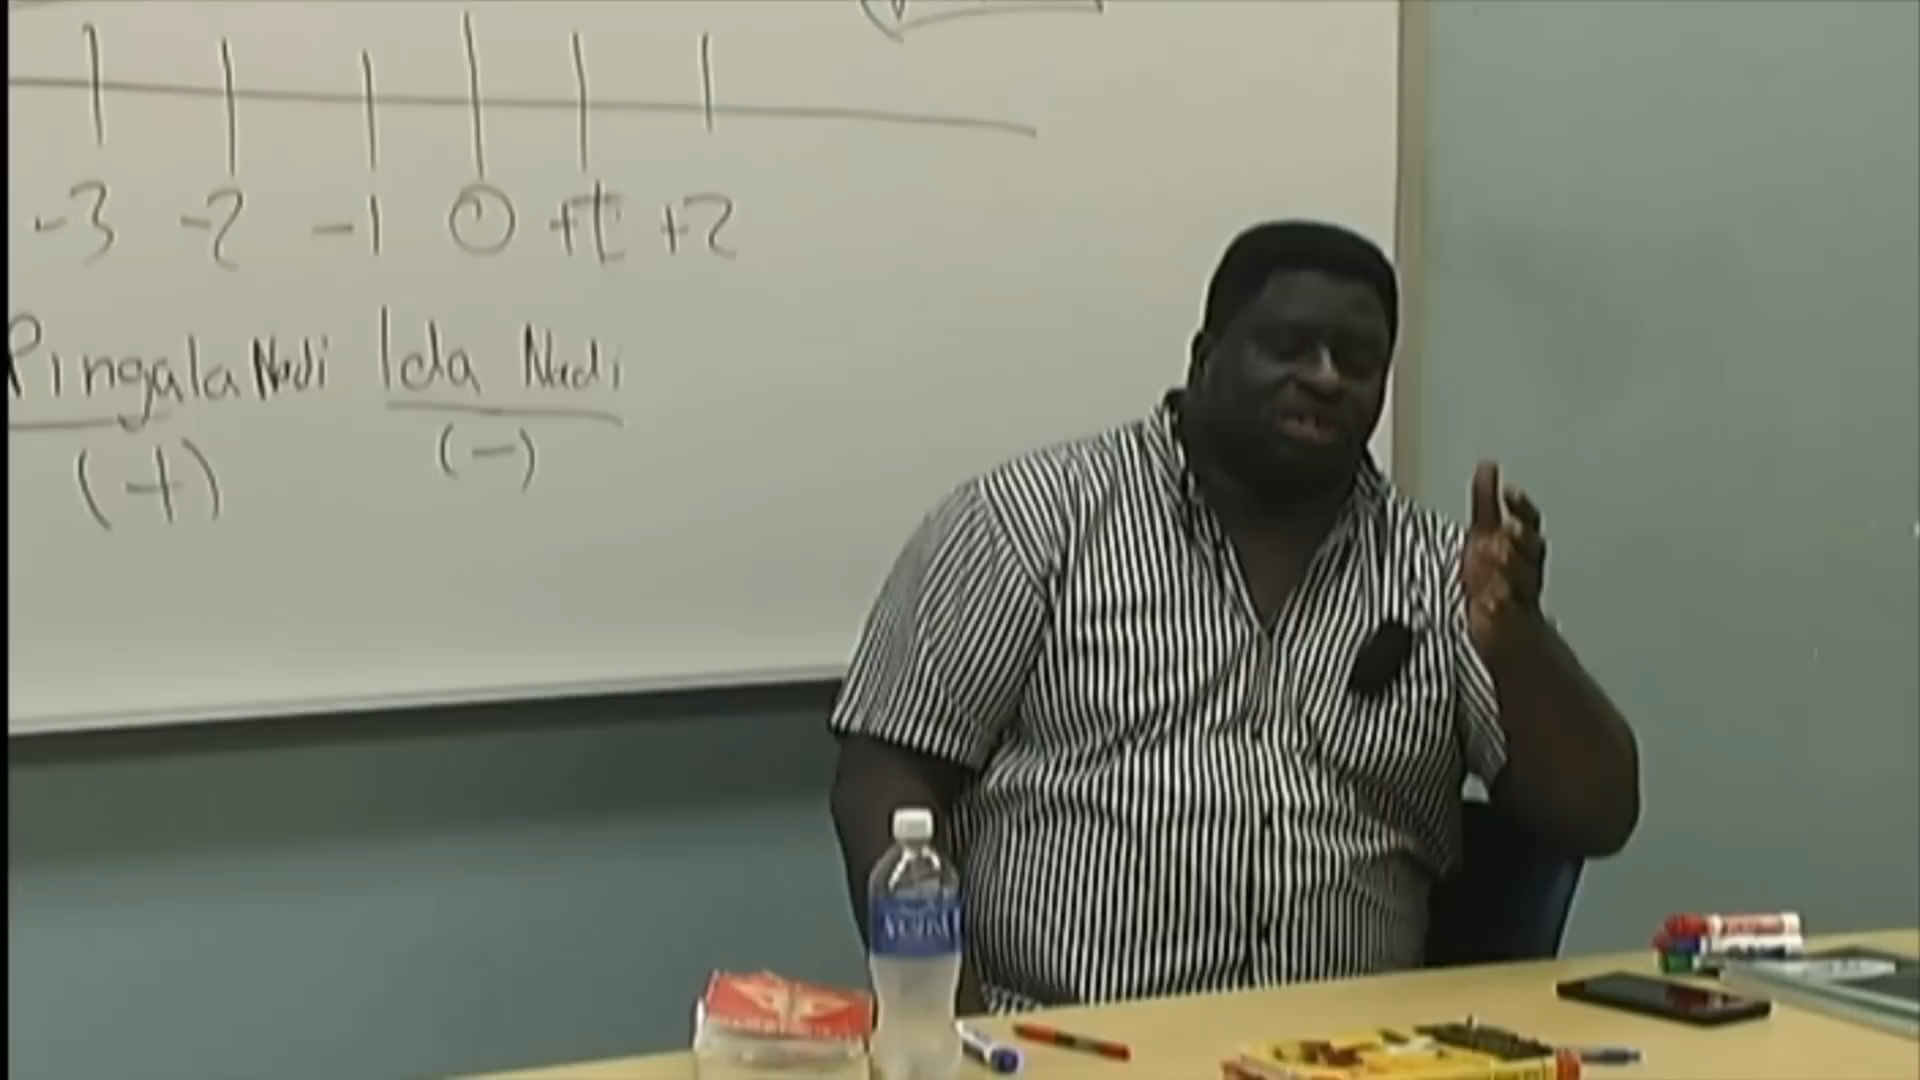 -3 -2 -1 0 +1 +2
Pingala Nadi Ida Nadi
(+) (-)